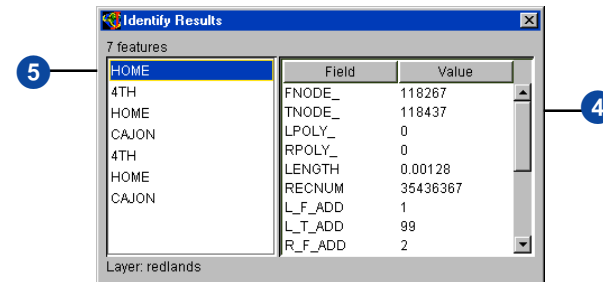 Identify Results
7 features
5
HOME
4TH
HOME
CAJON
4TH
HOME
CAJON
Field Value
FNODE_ 118267
TNODE_ 118437
LPOLY_ 0
RPOLY_ 0
LENGTH 0.00128
RECNUM 35436367
L_F_ADD 1
L_T_ADD 99
R_F_ADD 2
4
Layer: redlands